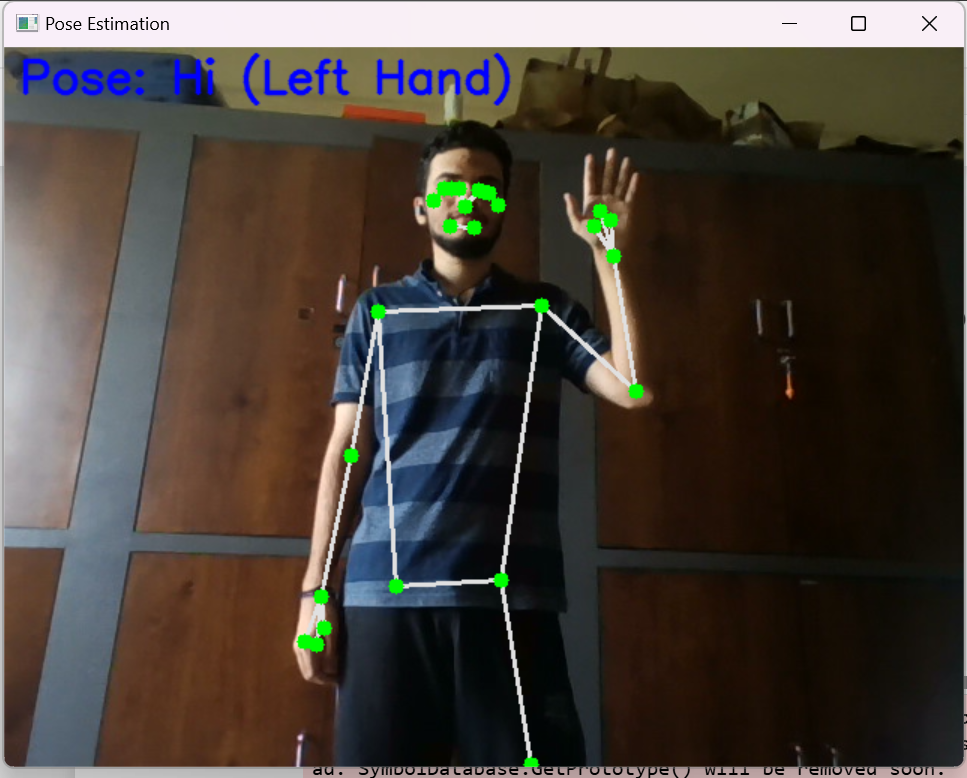 Pose Estimation
Pose: Hi (Left Hand)
ad. SymbolDatabase.GetPrototype() will be removed soon.